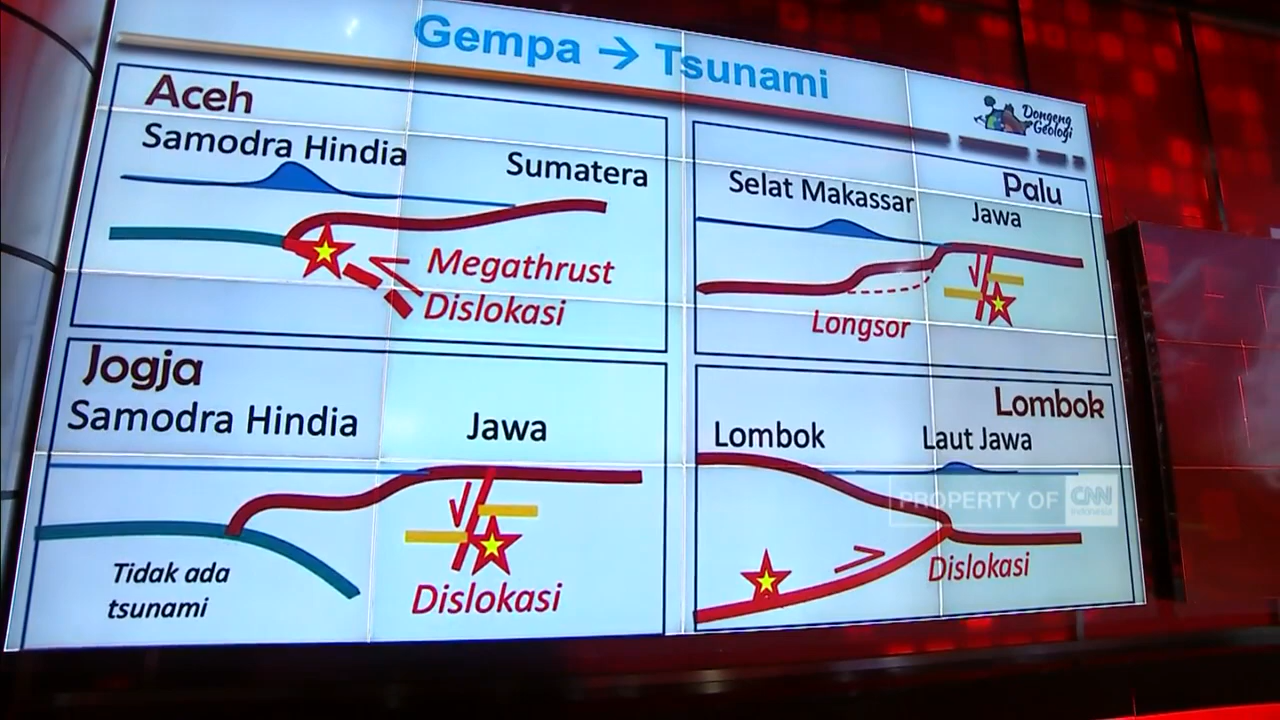 Gempa → Tsunami
Dongeng
Geologi
Aceh
Samodra Hindia
Sumatera
Megathrust
Dislokasi
Palu
Selat Makassar
Jawa
Longsor
Jogja
Samodra Hindia
Jawa
Tidak ada
tsunami
Dislokasi
Lombok
Lombok
Laut Jawa
Dislokasi
PROPERTY OF CNN
Indonesia